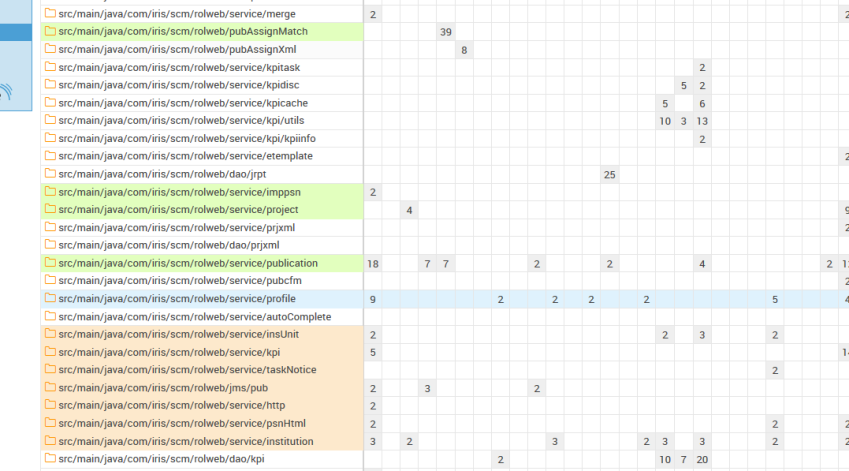 src/main/java/com/iris/scm/rolweb/service/merge 2
src/main/java/com/iris/scm/rolweb/pubAssignMatch 39
src/main/java/com/iris/scm/rolweb/pubAssignXml 8
src/main/java/com/iris/scm/rolweb/service/kpitask 2
src/main/java/com/iris/scm/rolweb/service/kpidisc 5 2
src/main/java/com/iris/scm/rolweb/service/kpicache 5 6
src/main/java/com/iris/scm/rolweb/service/kpi/utils 10 3 13
src/main/java/com/iris/scm/rolweb/service/kpi/kpiinfo 2
src/main/java/com/iris/scm/rolweb/service/etemplate
src/main/java/com/iris/scm/rolweb/dao/jrpt 25
src/main/java/com/iris/scm/rolweb/service/imppsn 2
src/main/java/com/iris/scm/rolweb/service/project 4
src/main/java/com/iris/scm/rolweb/service/prjxml
src/main/java/com/iris/scm/rolweb/dao/prjxml
src/main/java/com/iris/scm/rolweb/service/publication 18 7 7 2 2 4 2
src/main/java/com/iris/scm/rolweb/service/pubcfm
src/main/java/com/iris/scm/rolweb/service/profile 9 2 2 2 2 5
src/main/java/com/iris/scm/rolweb/service/autoComplete
src/main/java/com/iris/scm/rolweb/service/insUnit 2 2 3 2
src/main/java/com/iris/scm/rolweb/service/kpi 5
src/main/java/com/iris/scm/rolweb/service/taskNotice 2
src/main/java/com/iris/scm/rolweb/jms/pub 2 3 2
src/main/java/com/iris/scm/rolweb/service/http 2
src/main/java/com/iris/scm/rolweb/service/psnHtml 2 2
src/main/java/com/iris/scm/rolweb/service/institution 3 2 3 2 3 3 2
src/main/java/com/iris/scm/rolweb/dao/kpi 2 10 7 20